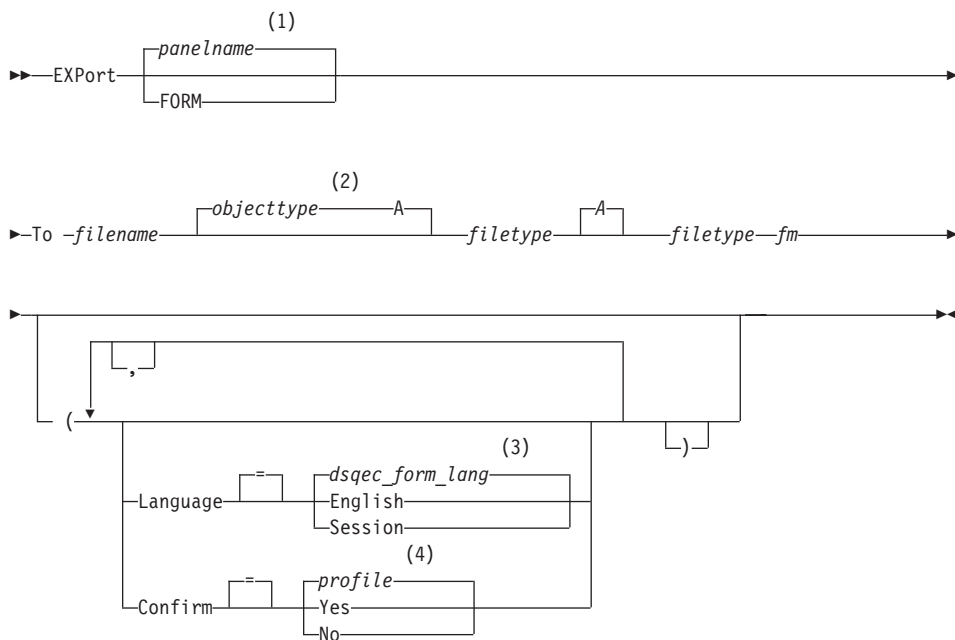 (1)
panelname
EXPort
FORM
(2)
objecttype A A
To filename filetype filetype fm
,
(
)
(3)
= dsqec_form_lang
Language English
Session
(4)
= profile
Confirm Yes
No